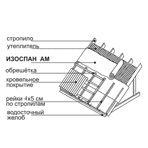 стропило
утеплитель
ИЗОСПАН АМ
обрешётка
кровельное
покрытие
рейки 4х5 см
по стропилам
водосточный
желоб